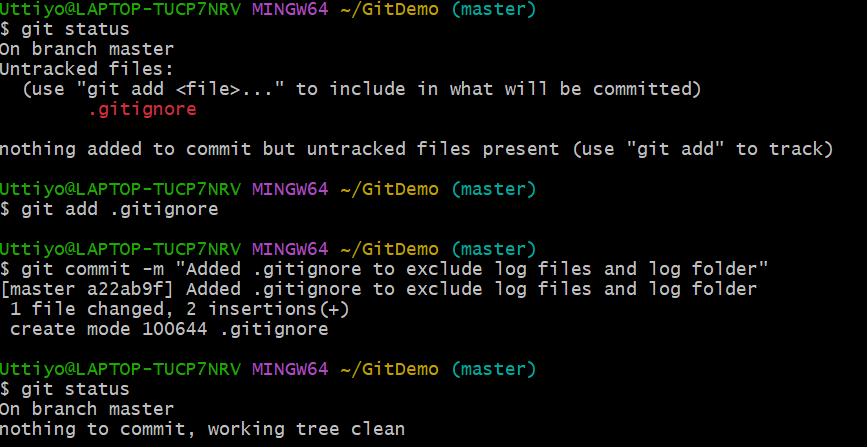 Uttiyo@LAPTOP-TUCP7NRV MINGW64 ~/GitDemo (master)
$ git status
On branch master
Untracked files:
  (use "git add <file>..." to include in what will be committed)
        .gitignore

nothing added to commit but untracked files present (use "git add" to track)

Uttiyo@LAPTOP-TUCP7NRV MINGW64 ~/GitDemo (master)
$ git add .gitignore

Uttiyo@LAPTOP-TUCP7NRV MINGW64 ~/GitDemo (master)
$ git commit -m "Added .gitignore to exclude log files and log folder"
[master a22ab9f] Added .gitignore to exclude log files and log folder
 1 file changed, 2 insertions(+)
 create mode 100644 .gitignore

Uttiyo@LAPTOP-TUCP7NRV MINGW64 ~/GitDemo (master)
$ git status
On branch master
nothing to commit, working tree clean